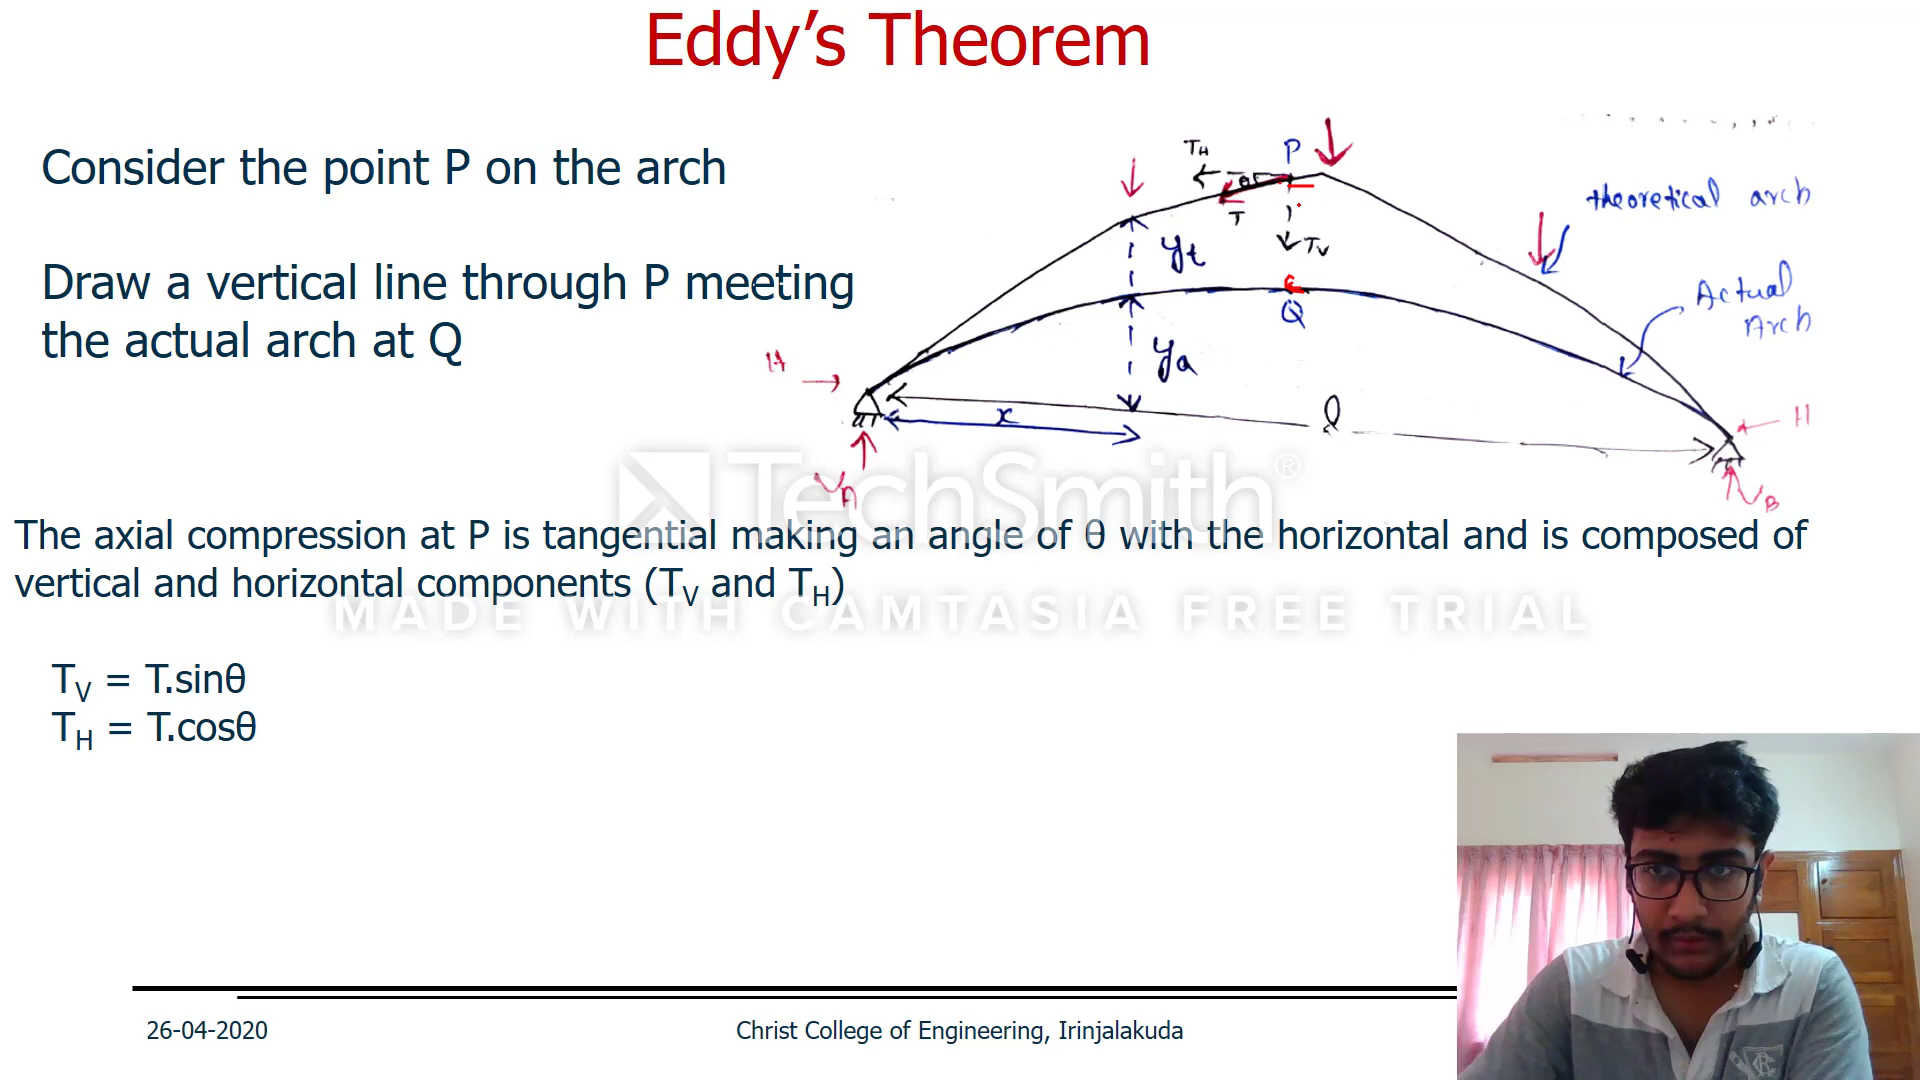 Eddy's Theorem
Consider the point P on the arch
Draw a vertical line through P meeting
the actual arch at Q
TH
P
θ
T
TV
theoretical arch
yt
Actual
Arch
Q
ya
H
x
l
H
VA
VB
TechSmith®
The axial compression at P is tangential making an angle of θ with the horizontal and is composed of
vertical and horizontal components (TV and TH)
MADE WITH CAMTASIA FREE TRIAL
TV = T.sinθ
TH = T.cosθ
26-04-2020
Christ College of Engineering, Irinjalakuda